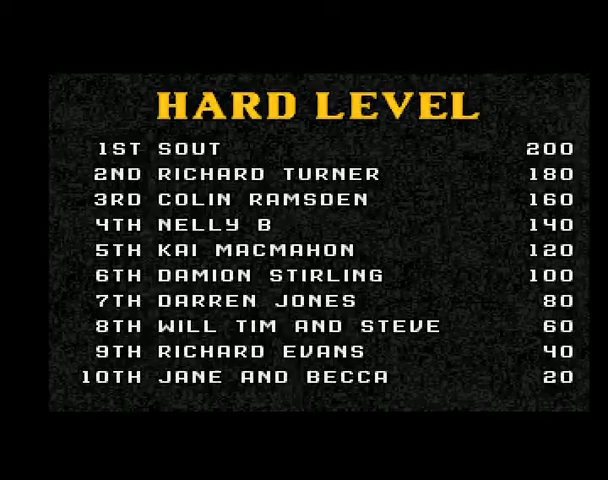 HARD LEVEL
1ST SOUT 200
2ND RICHARD TURNER 180
3RD COLIN RAMSDEN 160
4TH NELLY B 140
5TH KAI MACMAHON 120
6TH DAMION STIRLING 100
7TH DARREN JONES 80
8TH WILL TIM AND STEVE 60
9TH RICHARD EVANS 40
10TH JANE AND BECCA 20